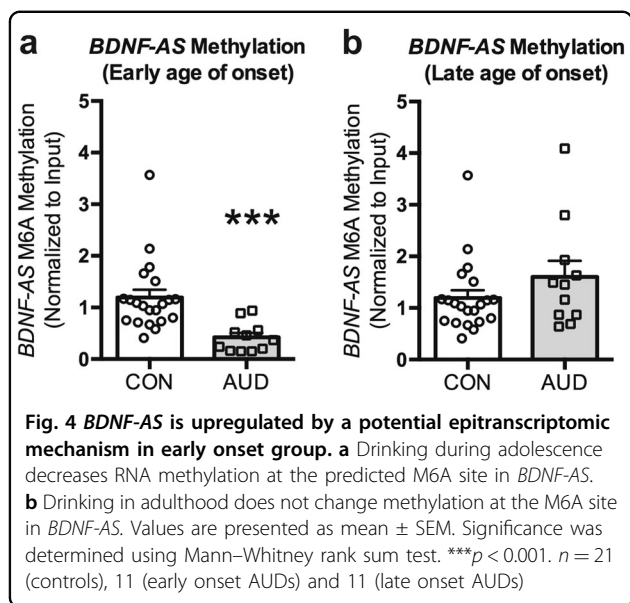 a
BDNF-AS Methylation
(Early age of onset)
BDNF-AS M6A Methylation
(Normalized to Input)
5
4
3
2
1
0
***
CON
AUD
b
BDNF-AS Methylation
(Late age of onset)
BDNF-AS M6A Methylation
(Normalized to Input)
5
4
3
2
1
0
CON
AUD
Fig. 4 BDNF-AS is upregulated by a potential epitranscriptomic
mechanism in early onset group. a Drinking during adolescence
decreases RNA methylation at the predicted M6A site in BDNF-AS.
b Drinking in adulthood does not change methylation at the M6A site
in BDNF-AS. Values are presented as mean ± SEM. Significance was
determined using Mann–Whitney rank sum test. ***p < 0.001. n = 21
(controls), 11 (early onset AUDs) and 11 (late onset AUDs)